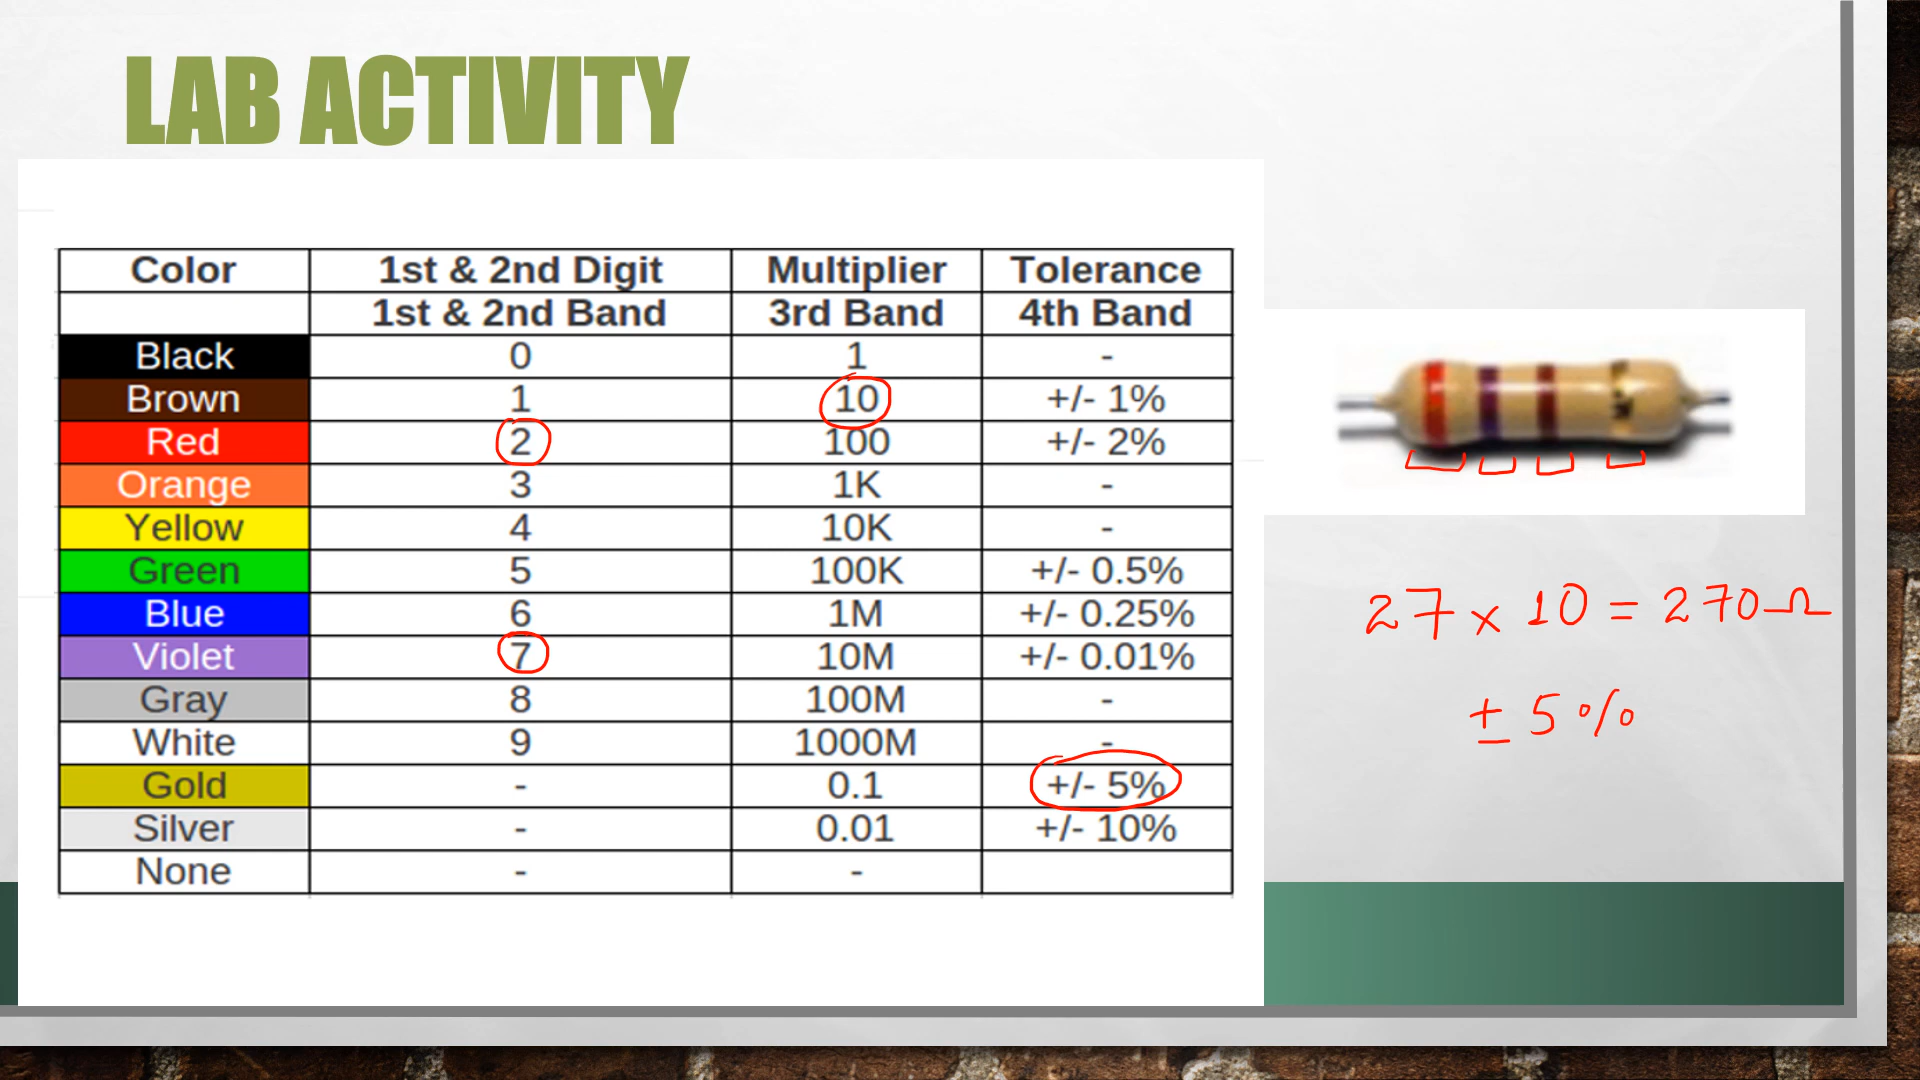 LAB ACTIVITY
Color 1st & 2nd Digit Multiplier Tolerance
1st & 2nd Band 3rd Band 4th Band
Black 0 1 -
Brown 1 10 +/- 1%
Red 2 100 +/- 2%
Orange 3 1K -
Yellow 4 10K -
Green 5 100K +/- 0.5%
Blue 6 1M +/- 0.25%
Violet 7 10M +/- 0.01%
Gray 8 100M -
White 9 1000M -
Gold - 0.1 +/- 5%
Silver - 0.01 +/- 10%
None - -
27 x 10 = 270Ω
± 5%